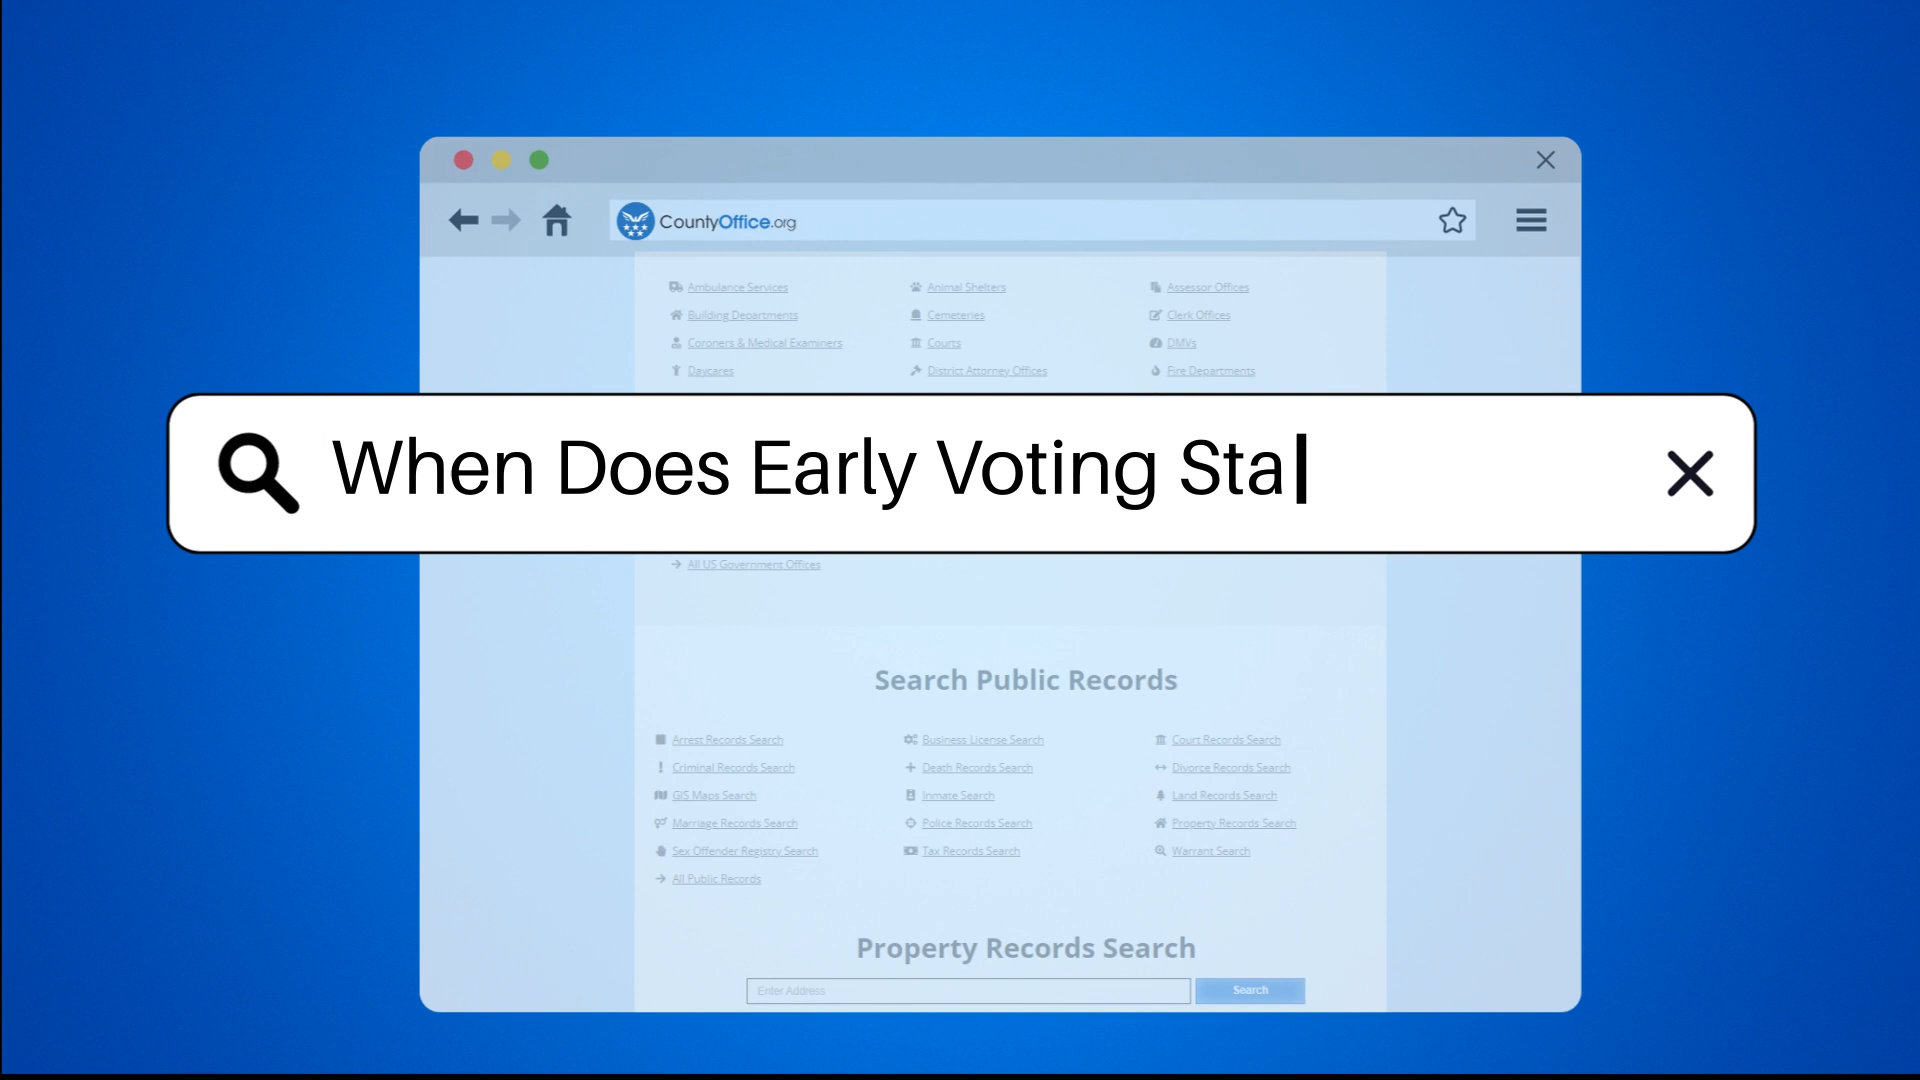 CountyOffice.org
Ambulance Services Animal Shelters Assessor Offices
Building Departments Cemeteries Clerk Offices
Coroners & Medical Examiners Courts DMVs
Daycares District Attorney Offices Fire Departments
When Does Early Voting Sta
All US Government Offices
Search Public Records
Arrest Records Search Business License Search Court Records Search
Criminal Records Search Death Records Search Divorce Records Search
GIS Maps Search Inmate Search Land Records Search
Marriage Records Search Police Records Search Property Records Search
Sex Offender Registry Search Tax Records Search Warrant Search
All Public Records
Property Records Search
Enter Address Search